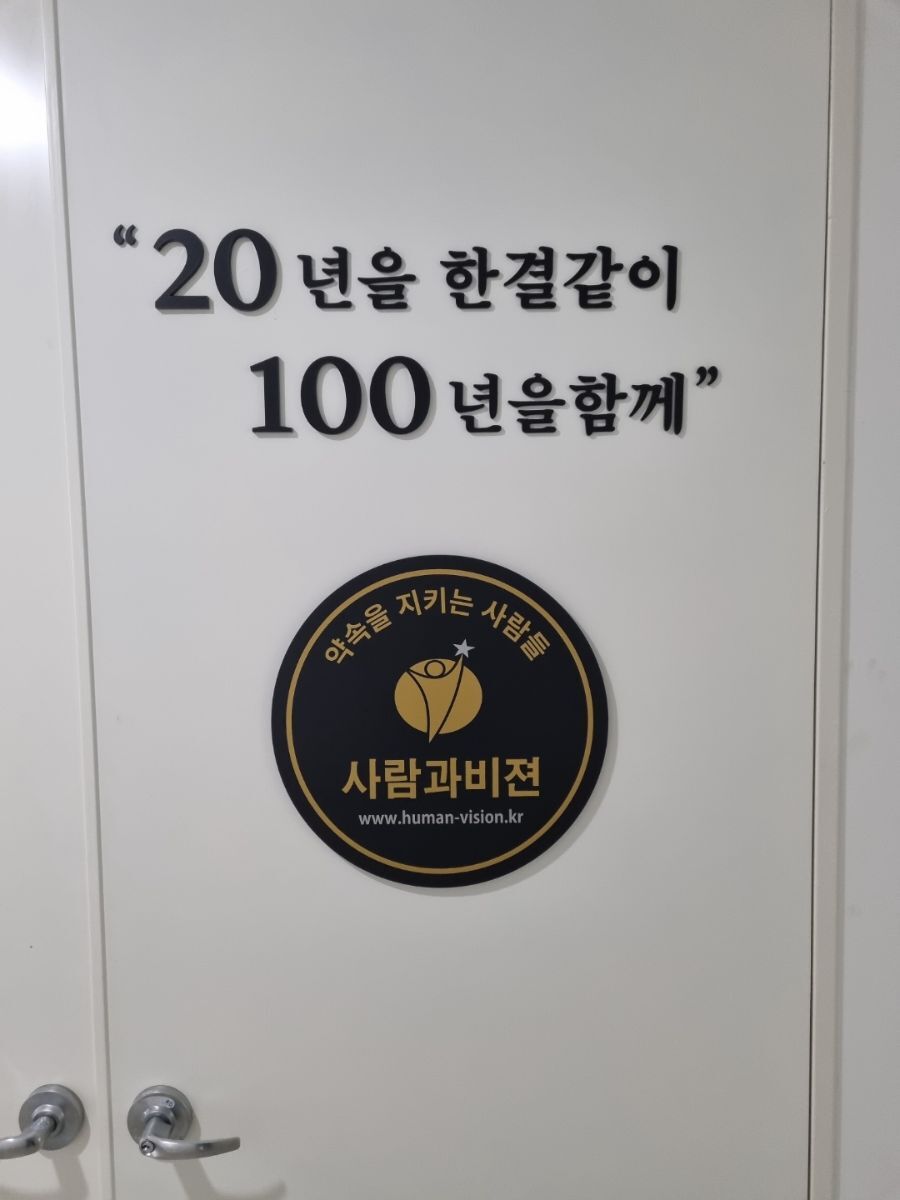 “20년을 한결같이
100년을함께”
약속을 지키는 사람들
사람과비젼
www.human-vision.kr